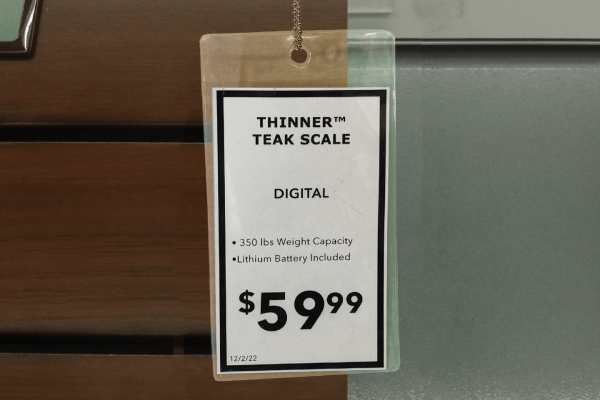 THINNER™
TEAK SCALE
DIGITAL
• 350 lbs Weight Capacity
•Lithium Battery Included
$59⁹⁹
12/2/22